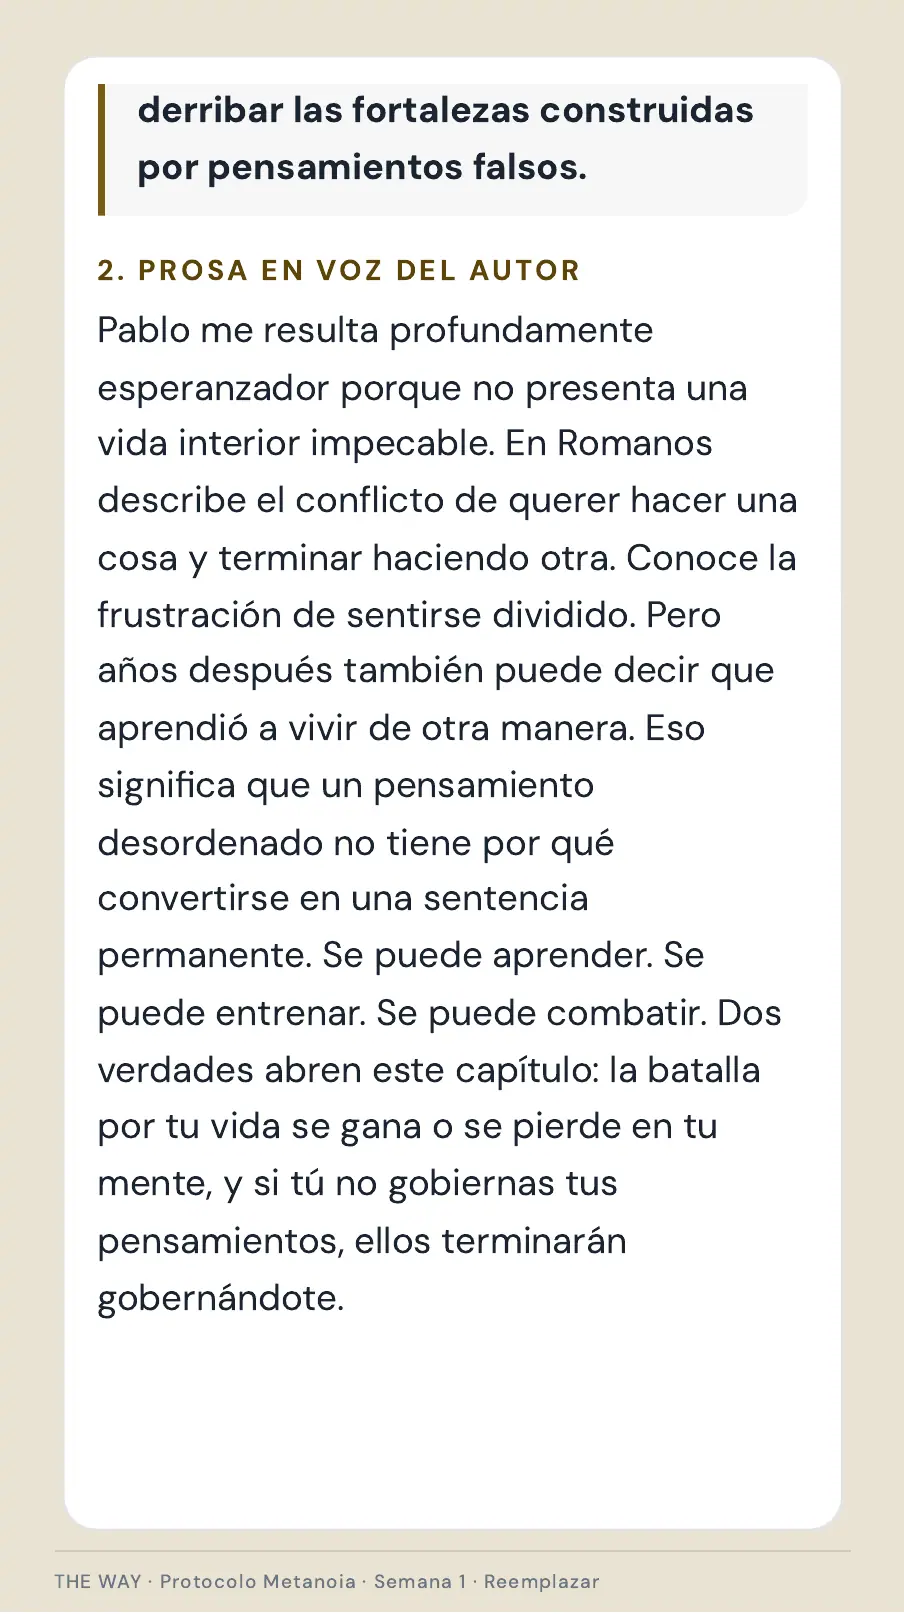 derribar las fortalezas construidas
por pensamientos falsos.
2. PROSA EN VOZ DEL AUTOR
Pablo me resulta profundamente
esperanzador porque no presenta una
vida interior impecable. En Romanos
describe el conflicto de querer hacer una
cosa y terminar haciendo otra. Conoce la
frustración de sentirse dividido. Pero
años después también puede decir que
aprendió a vivir de otra manera. Eso
significa que un pensamiento
desordenado no tiene por qué
convertirse en una sentencia
permanente. Se puede aprender. Se
puede entrenar. Se puede combatir. Dos
verdades abren este capítulo: la batalla
por tu vida se gana o se pierde en tu
mente, y si tú no gobiernas tus
pensamientos, ellos terminarán
gobernándote.
THE WAY · Protocolo Metanoia · Semana 1 · Reemplazar